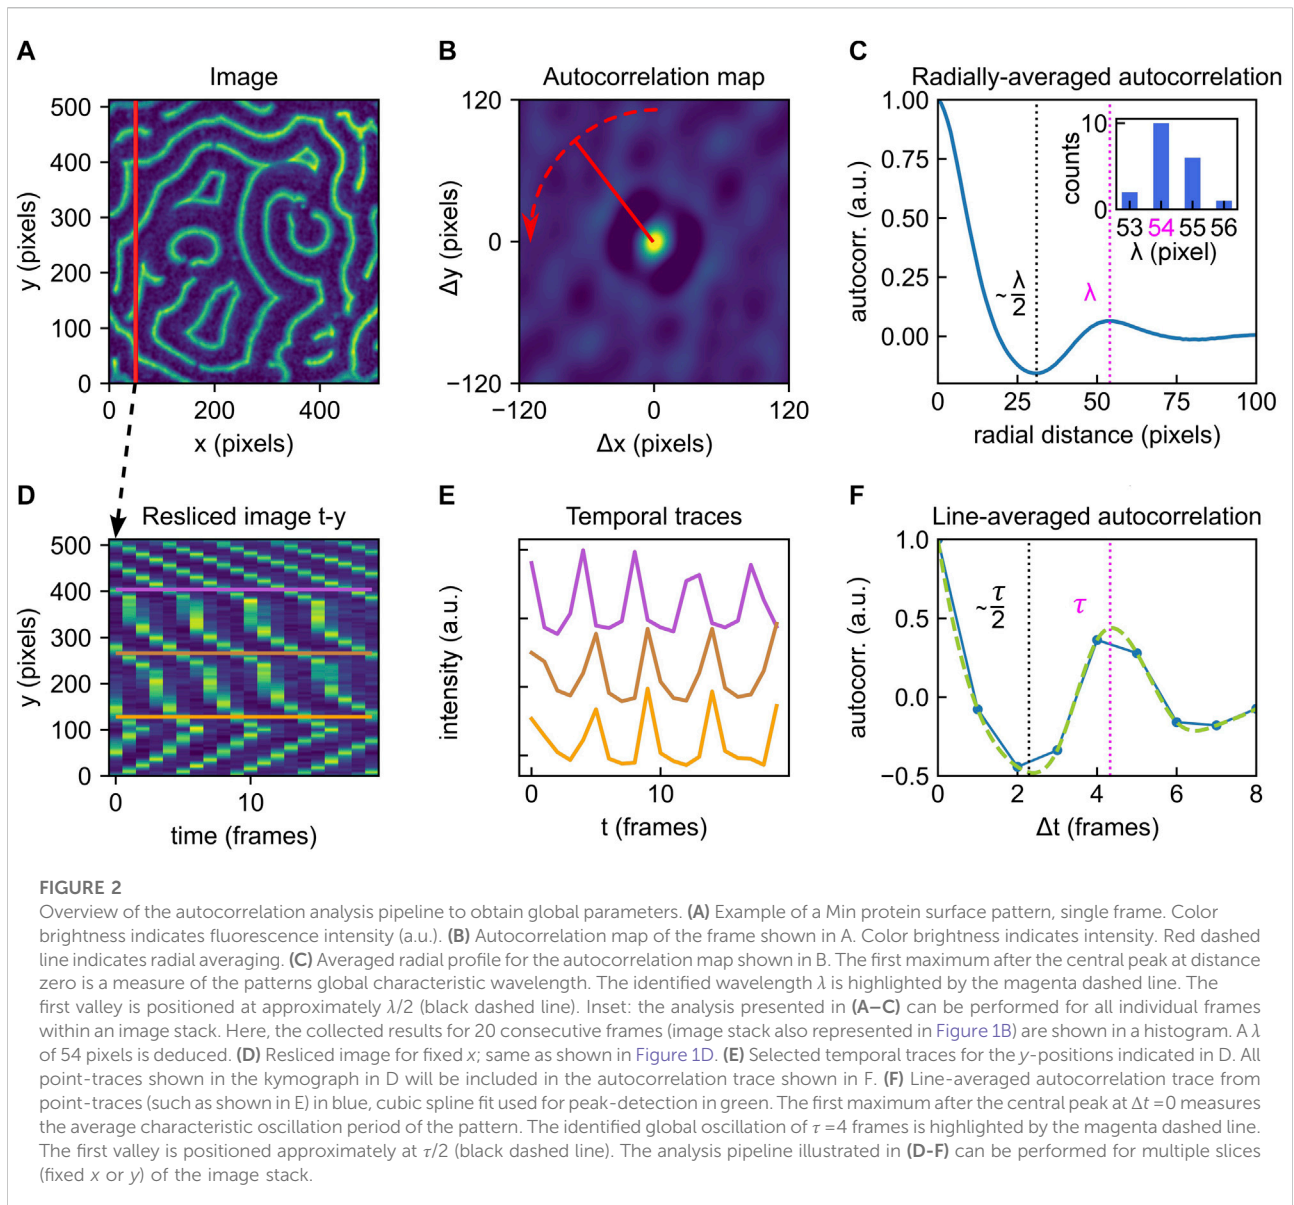 A
Image
500
400
300
200
100
0
y (pixels)
0
200
400
x (pixels)
B
Autocorrelation map
120
0
−120
Δy (pixels)
−120
0
120
Δx (pixels)
C
Radially-averaged autocorrelation
1.00
0.75
0.50
0.25
0.00
autocorr. (a.u.)
~λ/2
λ
10
0
counts
53
54
55
56
λ (pixel)
0
25
50
75
100
radial distance (pixels)
D
Resliced image t-y
500
400
300
200
100
0
y (pixels)
0
10
time (frames)
E
Temporal traces
intensity (a.u.)
0
10
t (frames)
F
Line-averaged autocorrelation
1.0
0.5
0.0
−0.5
autocorr. (a.u.)
~τ/2
τ
0
2
4
6
8
Δt (frames)
FIGURE 2
Overview of the autocorrelation analysis pipeline to obtain global parameters. (A) Example of a Min protein surface pattern, single frame. Color
brightness indicates fluorescence intensity (a.u.). (B) Autocorrelation map of the frame shown in A. Color brightness indicates intensity. Red dashed
line indicates radial averaging. (C) Averaged radial profile for the autocorrelation map shown in B. The first maximum after the central peak at distance
zero is a measure of the patterns global characteristic wavelength. The identified wavelength λ is highlighted by the magenta dashed line. The
first valley is positioned at approximately λ/2 (black dashed line). Inset: the analysis presented in (A–C) can be performed for all individual frames
within an image stack. Here, the collected results for 20 consecutive frames (image stack also represented in Figure 1B) are shown in a histogram. A λ
of 54 pixels is deduced. (D) Resliced image for fixed x; same as shown in Figure 1D. (E) Selected temporal traces for the y-positions indicated in D. All
point-traces shown in the kymograph in D will be included in the autocorrelation trace shown in F. (F) Line-averaged autocorrelation trace from
point-traces (such as shown in E) in blue, cubic spline fit used for peak-detection in green. The first maximum after the central peak at Δt =0 measures
the average characteristic oscillation period of the pattern. The identified global oscillation of τ =4 frames is highlighted by the magenta dashed line.
The first valley is positioned approximately at τ/2 (black dashed line). The analysis pipeline illustrated in (D-F) can be performed for multiple slices
(fixed x or y) of the image stack.